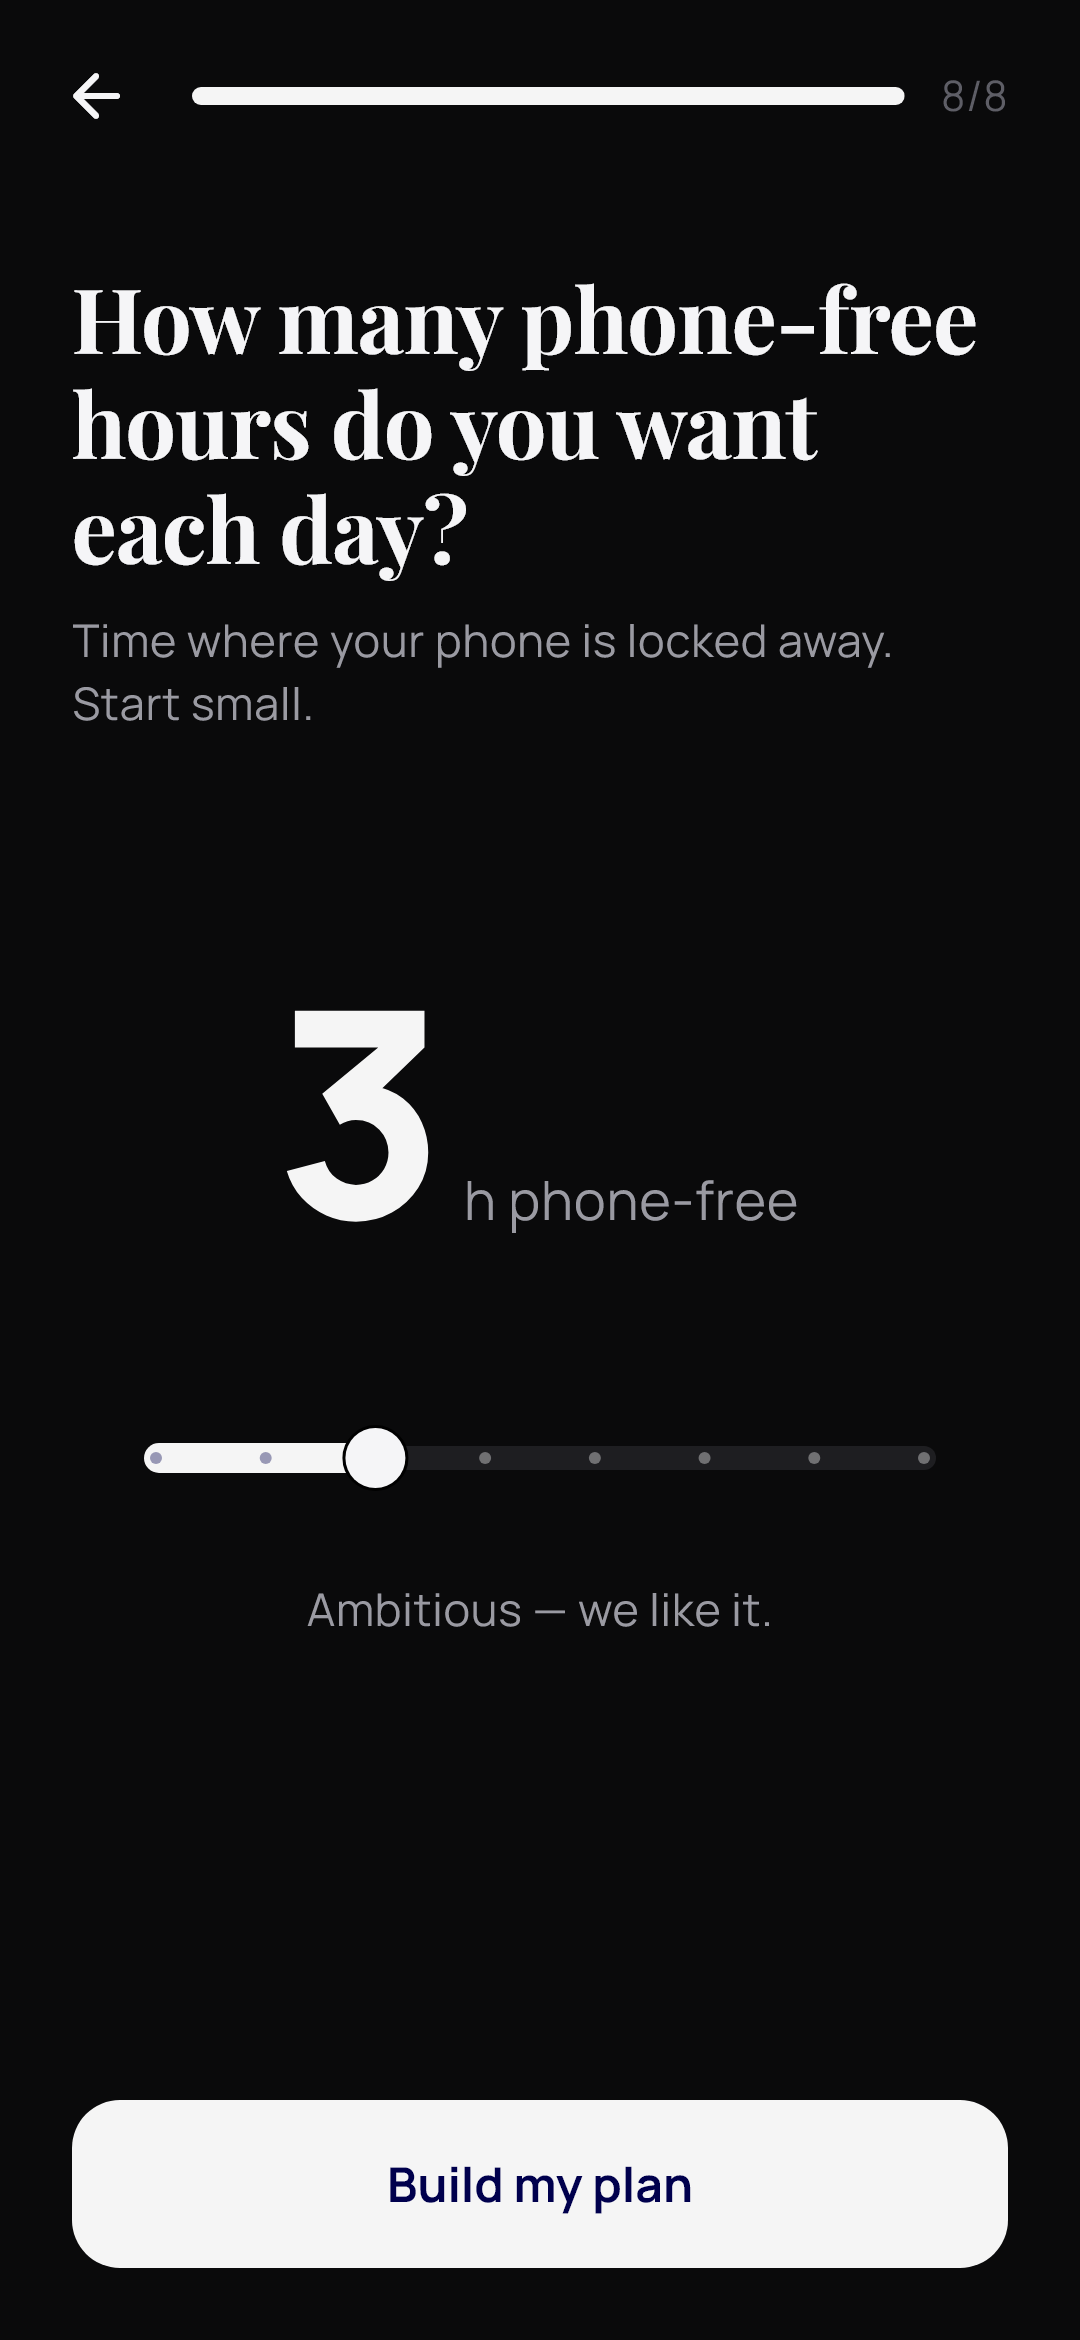 8/8
How many phone-free
hours do you want
each day?
Time where your phone is locked away.
Start small.
3 h phone-free
Ambitious — we like it.
Build my plan